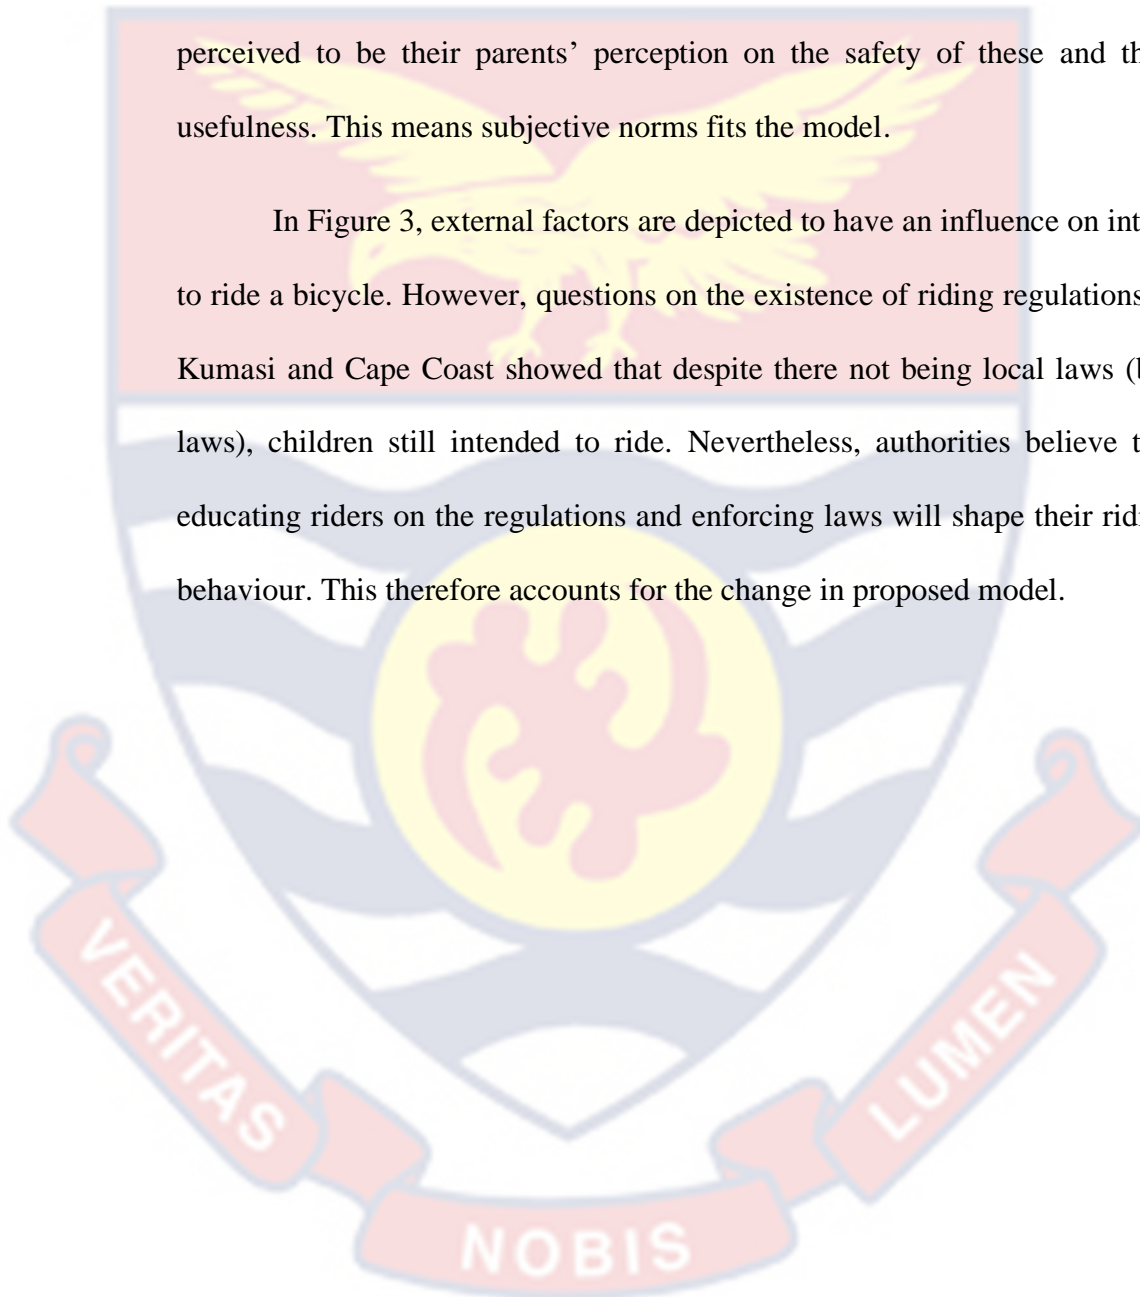 perceived to be their parents’ perception on the safety of these and th
usefulness. This means subjective norms fits the model.
In Figure 3, external factors are depicted to have an influence on int
to ride a bicycle. However, questions on the existence of riding regulations
Kumasi and Cape Coast showed that despite there not being local laws (b
laws), children still intended to ride. Nevertheless, authorities believe t
educating riders on the regulations and enforcing laws will shape their ridi
behaviour. This therefore accounts for the change in proposed model.
VERITAS
NOBIS
LUMEN